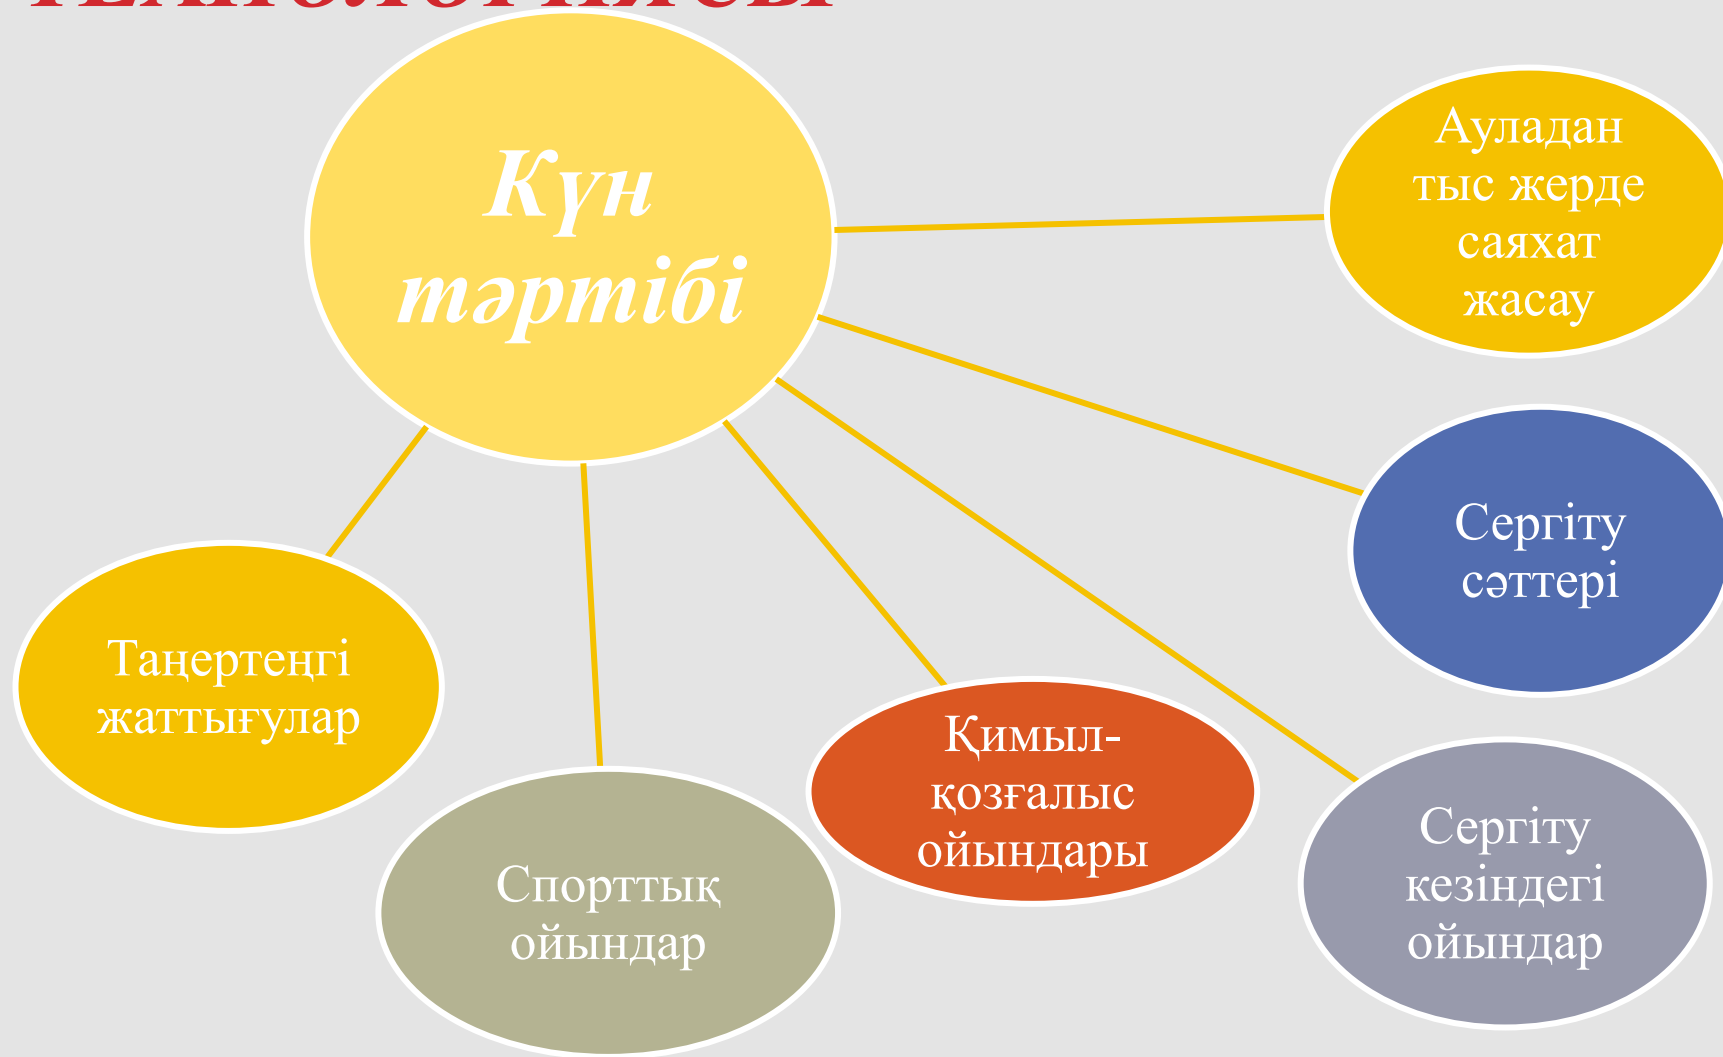 Күн
тәртібі
Ауладан
тыс жерде
саяхат
жасау
Сергіту
сәттері
Сергіту
кезіндегі
ойындар
Қимыл-
қозғалыс
ойындары
Спорттық
ойындар
Таңертеңгі
жаттығулар